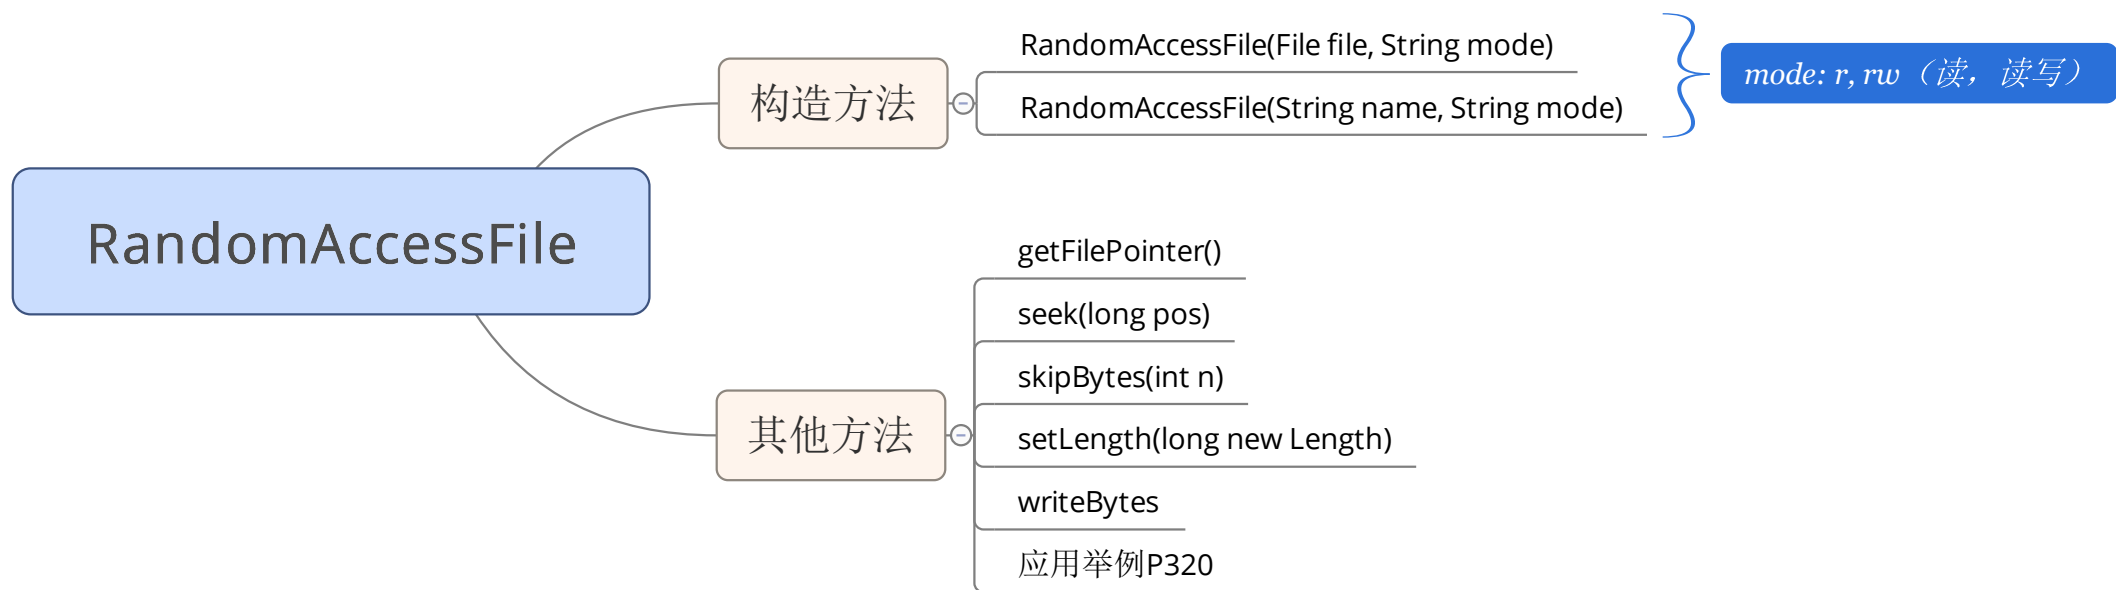 RandomAccessFile
构造方法
RandomAccessFile(File file, String mode)
RandomAccessFile(String name, String mode)
mode: r, rw（读，读写）
其他方法
getFilePointer()
seek(long pos)
skipBytes(int n)
setLength(long new Length)
writeBytes
应用举例P320